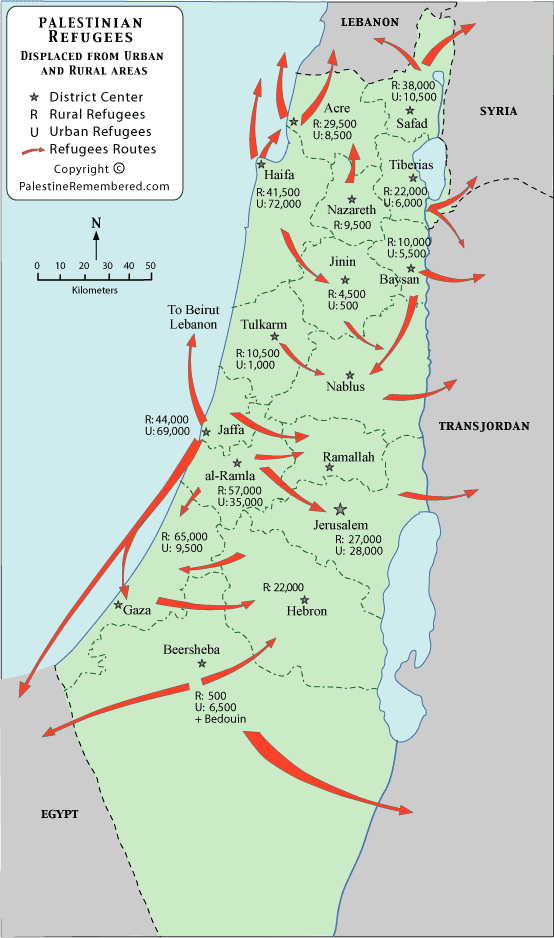 PALESTINIAN
REFUGEES
DISPLACED FROM URBAN
AND RURAL AREAS
District Center
R Rural Refugees
U Urban Refugees
Refugees Routes
Copyright ©
PalestineRemembered.com
N
0 10 20 30 40 50
Kilometers
LEBANON
SYRIA
Acre
R: 29,500
U: 8,500
R: 38,000
U: 10,500
Safad
Haifa
R: 41,500
U: 72,000
Tiberias
R: 22,000
U: 6,000
Nazareth
R: 9,500
R: 10,000
U: 5,500
Baysan
Jinin
R: 4,500
U: 500
To Beirut
Lebanon
Tulkarm
R: 10,500
U: 1,000
Nablus
R: 44,000
U: 69,000
Jaffa
TRANSJORDAN
al-Ramla
R: 57,000
U: 35,000
Ramallah
Jerusalem
R: 27,000
U: 28,000
R: 65,000
U: 9,500
Gaza
R: 22,000
Hebron
Beersheba
R: 500
U: 6,500
+ Bedouin
EGYPT